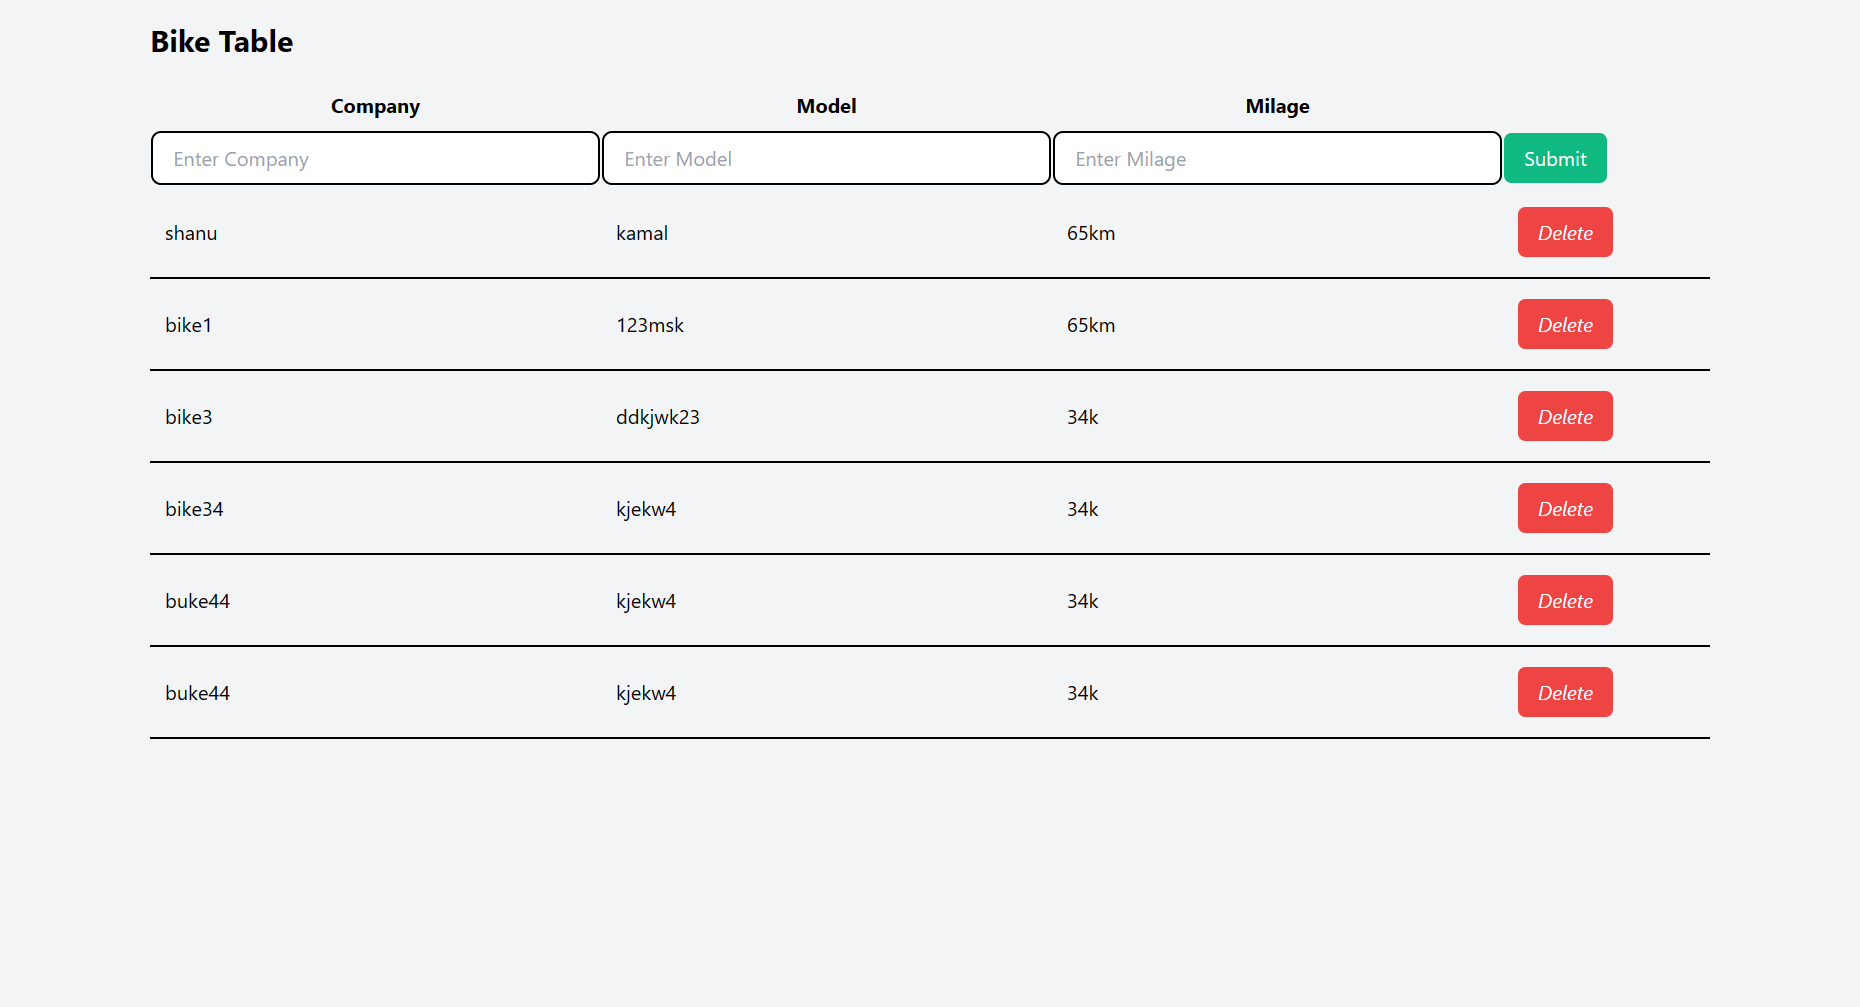 Bike Table
Company Model Milage
Enter Company Enter Model Enter Milage Submit
shanu kamal 65km Delete
bike1 123msk 65km Delete
bike3 ddkjwk23 34k Delete
bike34 kjekw4 34k Delete
buke44 kjekw4 34k Delete
buke44 kjekw4 34k Delete